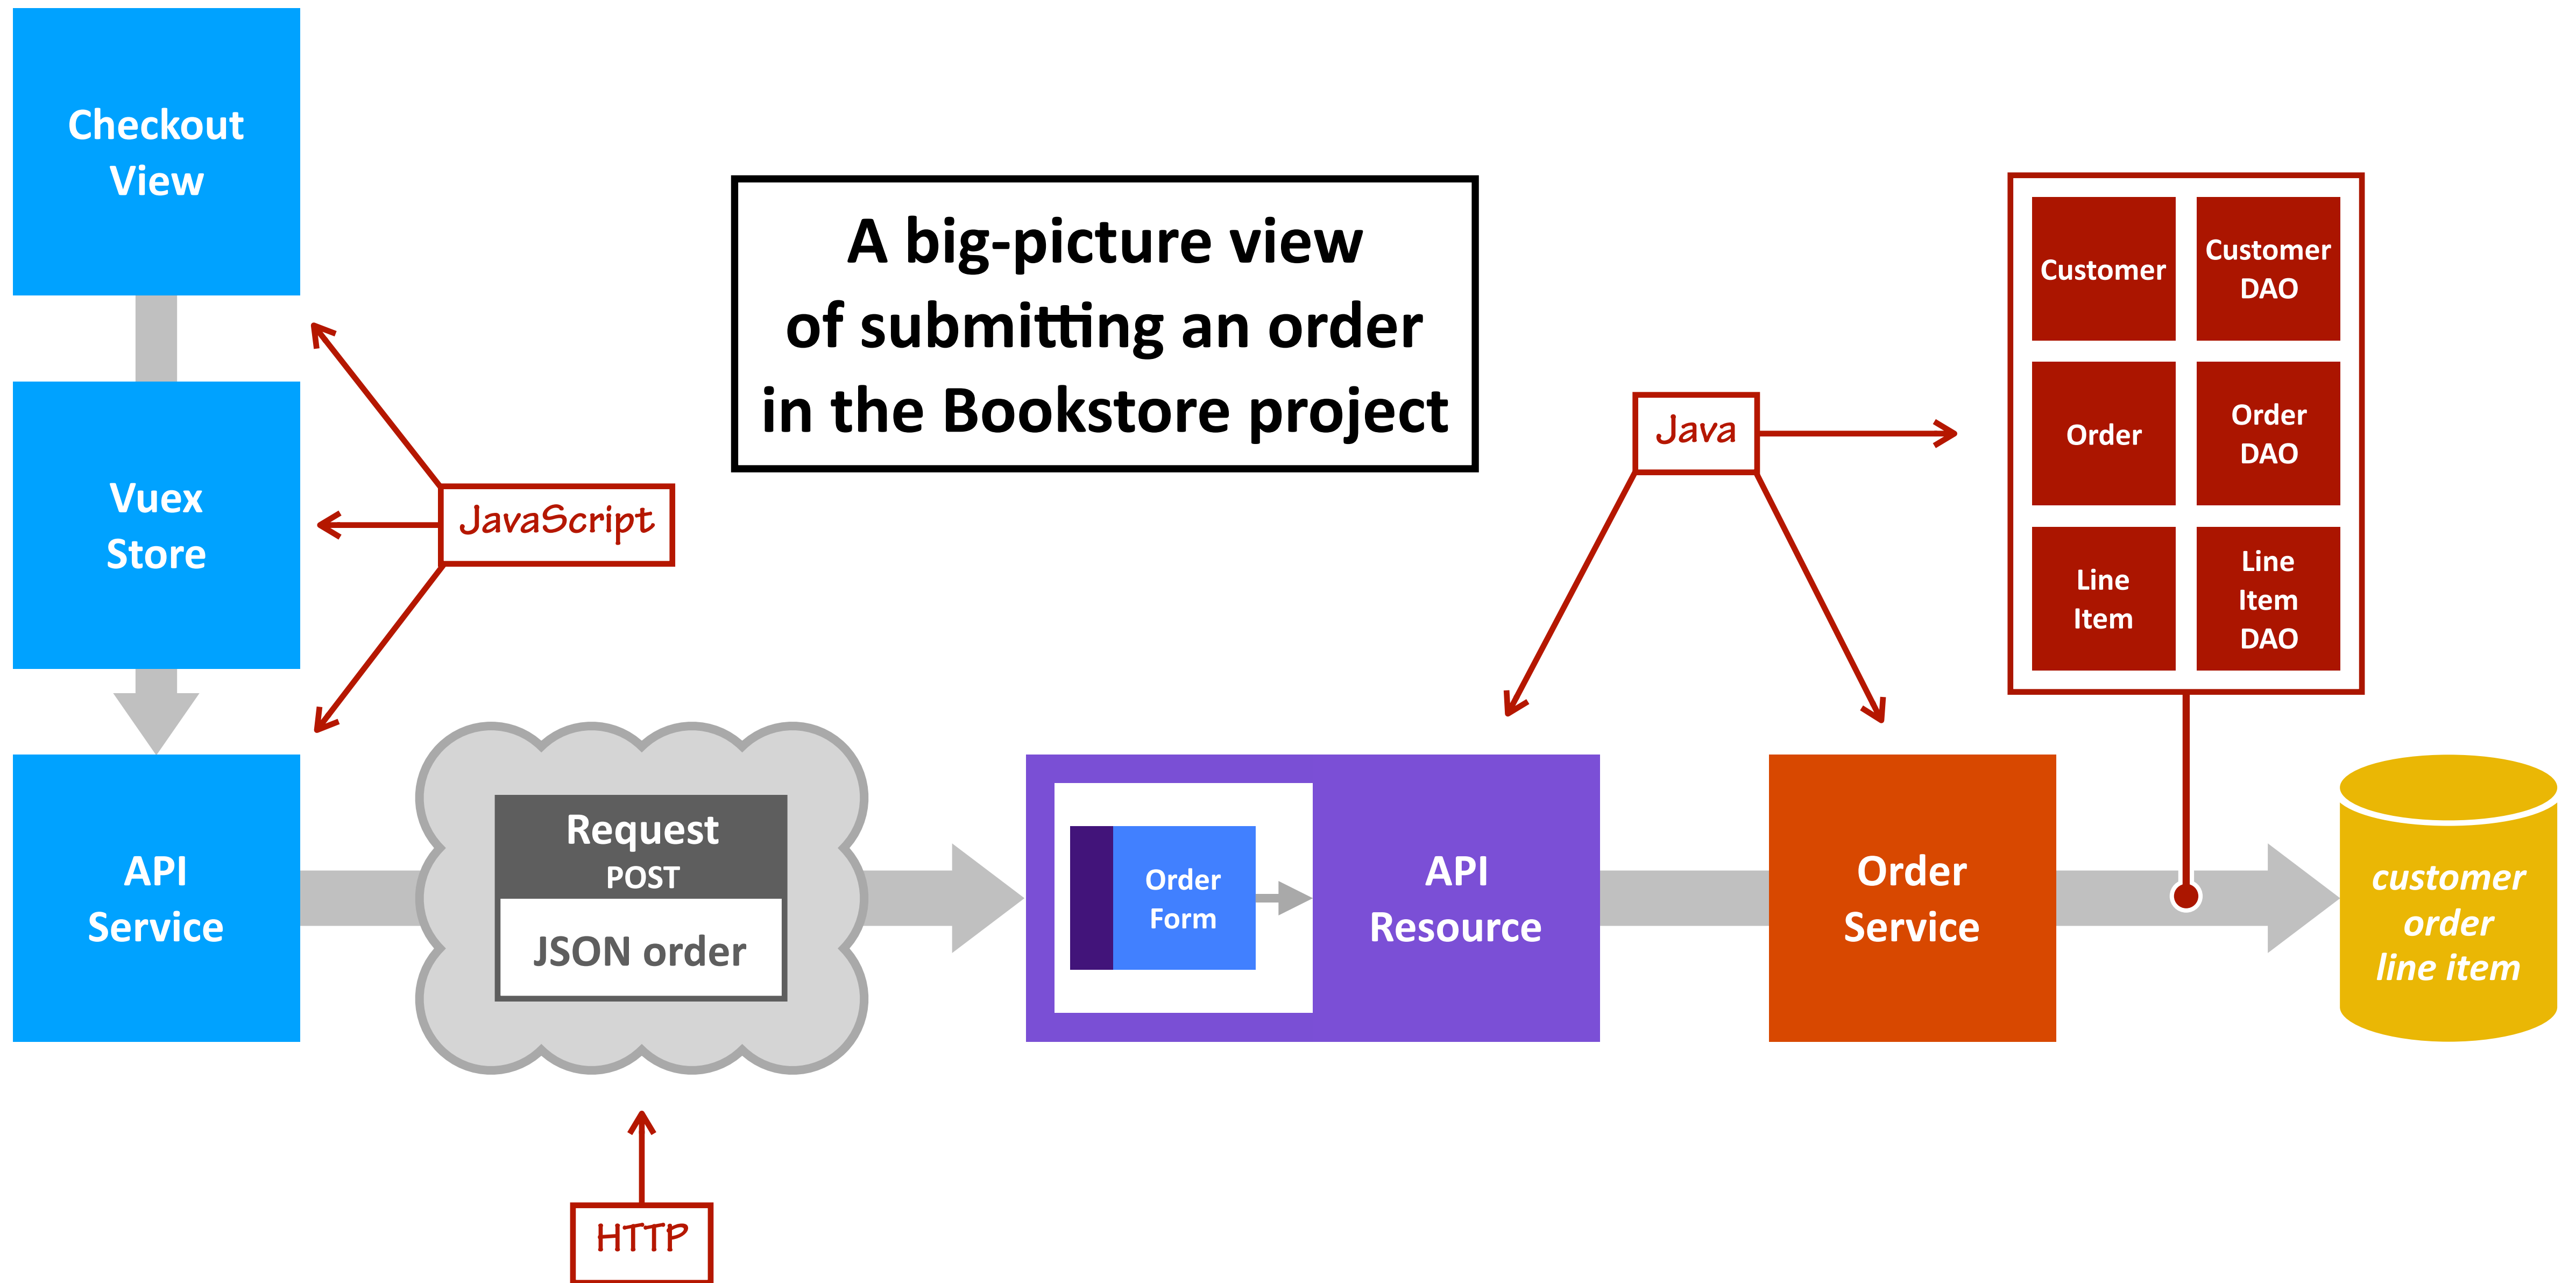 Checkout
View
Vuex
Store
API
Service
JavaScript
A big-picture view
of submitting an order
in the Bookstore project
Request
POST
JSON order
HTTP
Java
Order
Form
API
Resource
Order
Service
Customer
Customer
DAO
Order
Order
DAO
Line
Item
Line
Item
DAO
customer
order
line item